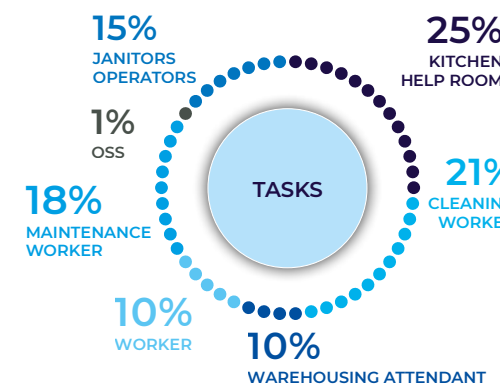 15%
JANITORS
OPERATORS
25%
KITCHEN
HELP ROOM
1%
OSS
21%
CLEANIN
WORKE
18%
MAINTENANCE
WORKER
TASKS
10%
WORKER
10%
WAREHOUSING ATTENDANT